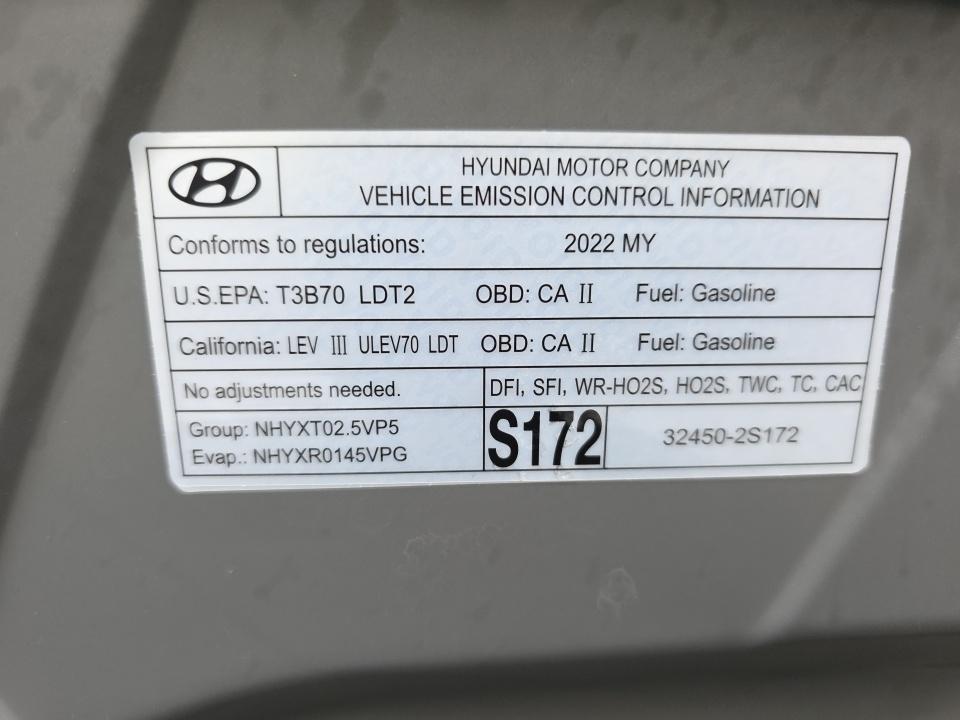 HYUNDAI MOTOR COMPANY
VEHICLE EMISSION CONTROL INFORMATION
Conforms to regulations: 2022 MY
U.S.EPA: T3B70 LDT2 OBD: CA II Fuel: Gasoline
California: LEV III ULEV70 LDT OBD: CA II Fuel: Gasoline
No adjustments needed. DFI, SFI, WR-HO2S, HO2S, TWC, TC, CAC
Group: NHYXT02.5VP5
Evap.: NHYXR0145VPG
S172
32450-2S172